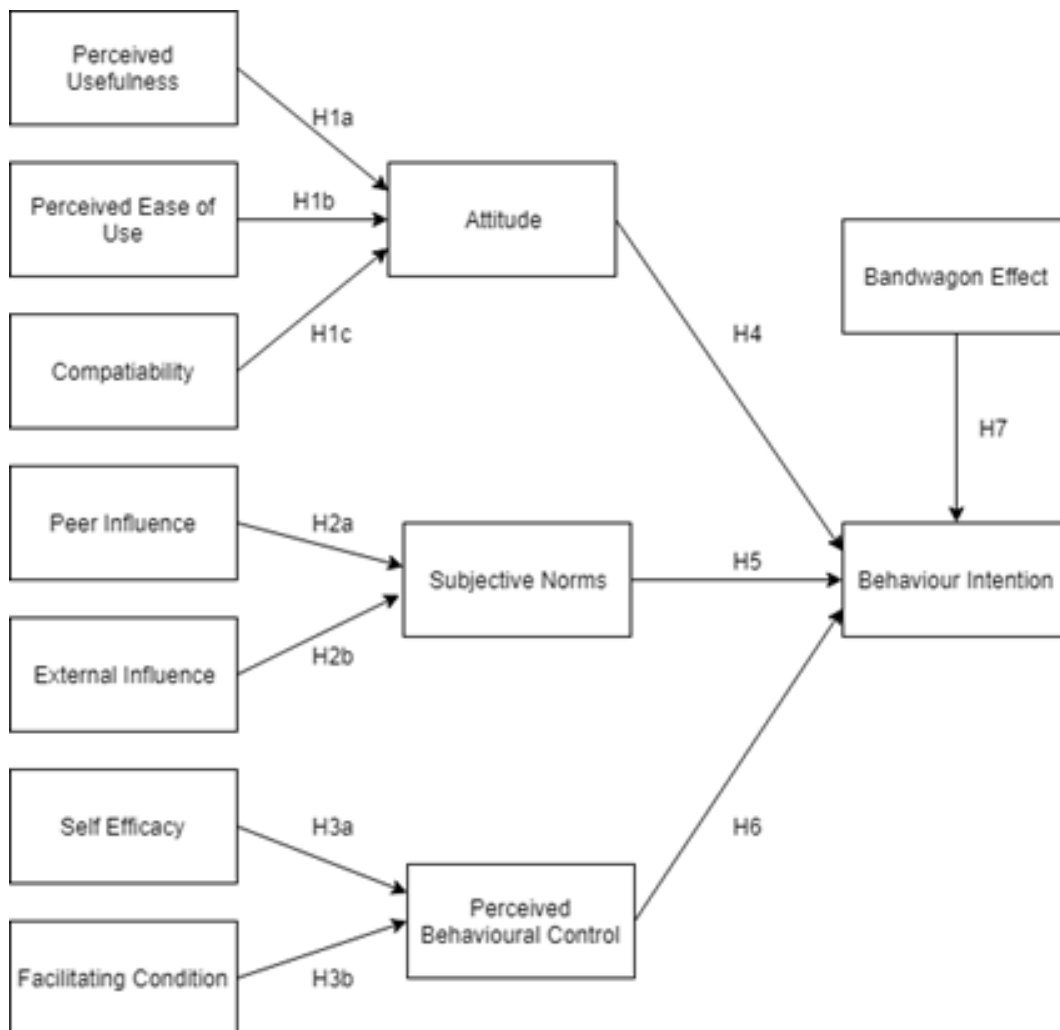 Perceived
Usefulness
H1a
Perceived Ease of
Use
H1b
Attitude
Compatiability
H1c
Bandwagon Effect
H4
H7
Peer Influence
H2a
Subjective Norms
H5
Behaviour Intention
External Influence
H2b
Self Efficacy
H3a
H6
Perceived
Behavioural Control
Facilitating Condition
H3b